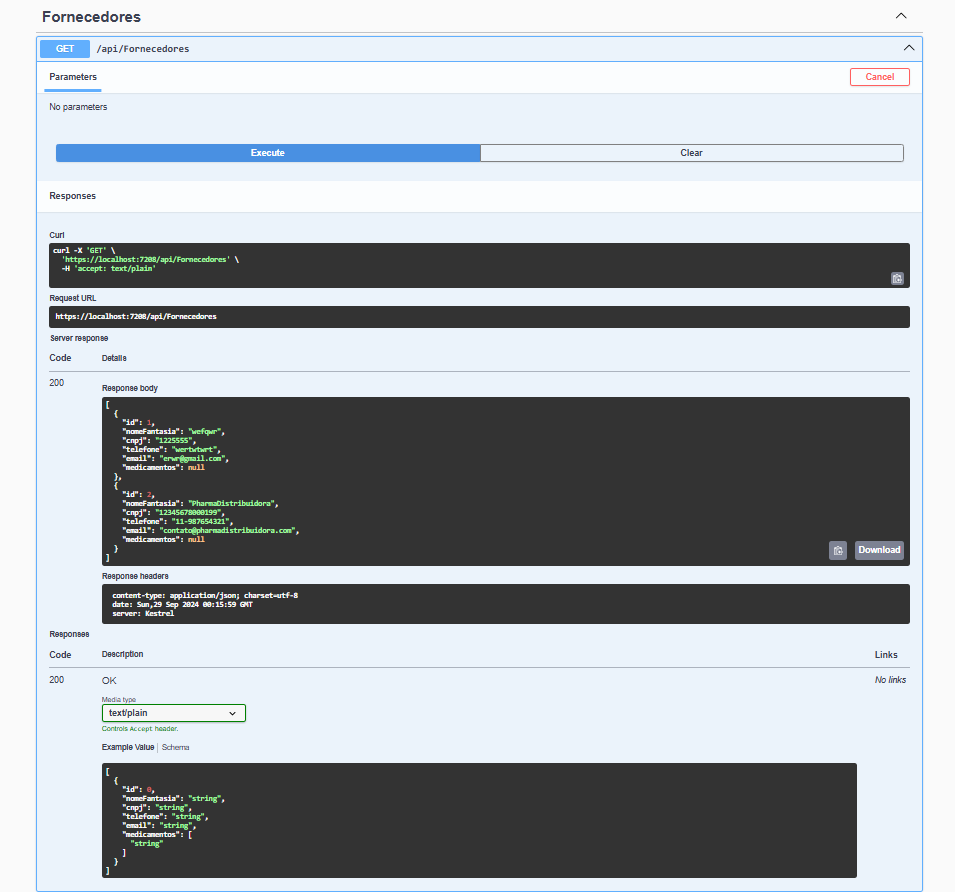 Fornecedores
GET /api/Fornecedores
Parameters
Cancel
No parameters
Execute
Clear
Responses
Curl
curl -X 'GET' \
  'https://localhost:7208/api/Fornecedores' \
  -H 'accept: text/plain'
Request URL
https://localhost:7208/api/Fornecedores
Server response
Code Details
200
Response body
[
  {
    "id": 1,
    "nomeFantasia": "wefqwr",
    "cnpj": "1225555",
    "telefone": "wertwtwrt",
    "email": "erwr@gmail.com",
    "medicamentos": null
  },
  {
    "id": 2,
    "nomeFantasia": "PharmaDistribuidora",
    "cnpj": "12345678000199",
    "telefone": "11-987654321",
    "email": "contato@pharmadistribuidora.com",
    "medicamentos": null
  }
]
Download
Response headers
content-type: application/json; charset=utf-8
date: Sun,29 Sep 2024 00:15:59 GMT
server: Kestrel
Responses
Code Description Links
200 OK No links
Media type
text/plain
Controls Accept header.
Example Value | Schema
[
  {
    "id": 0,
    "nomeFantasia": "string",
    "cnpj": "string",
    "telefone": "string",
    "email": "string",
    "medicamentos": [
      "string"
    ]
  }
]